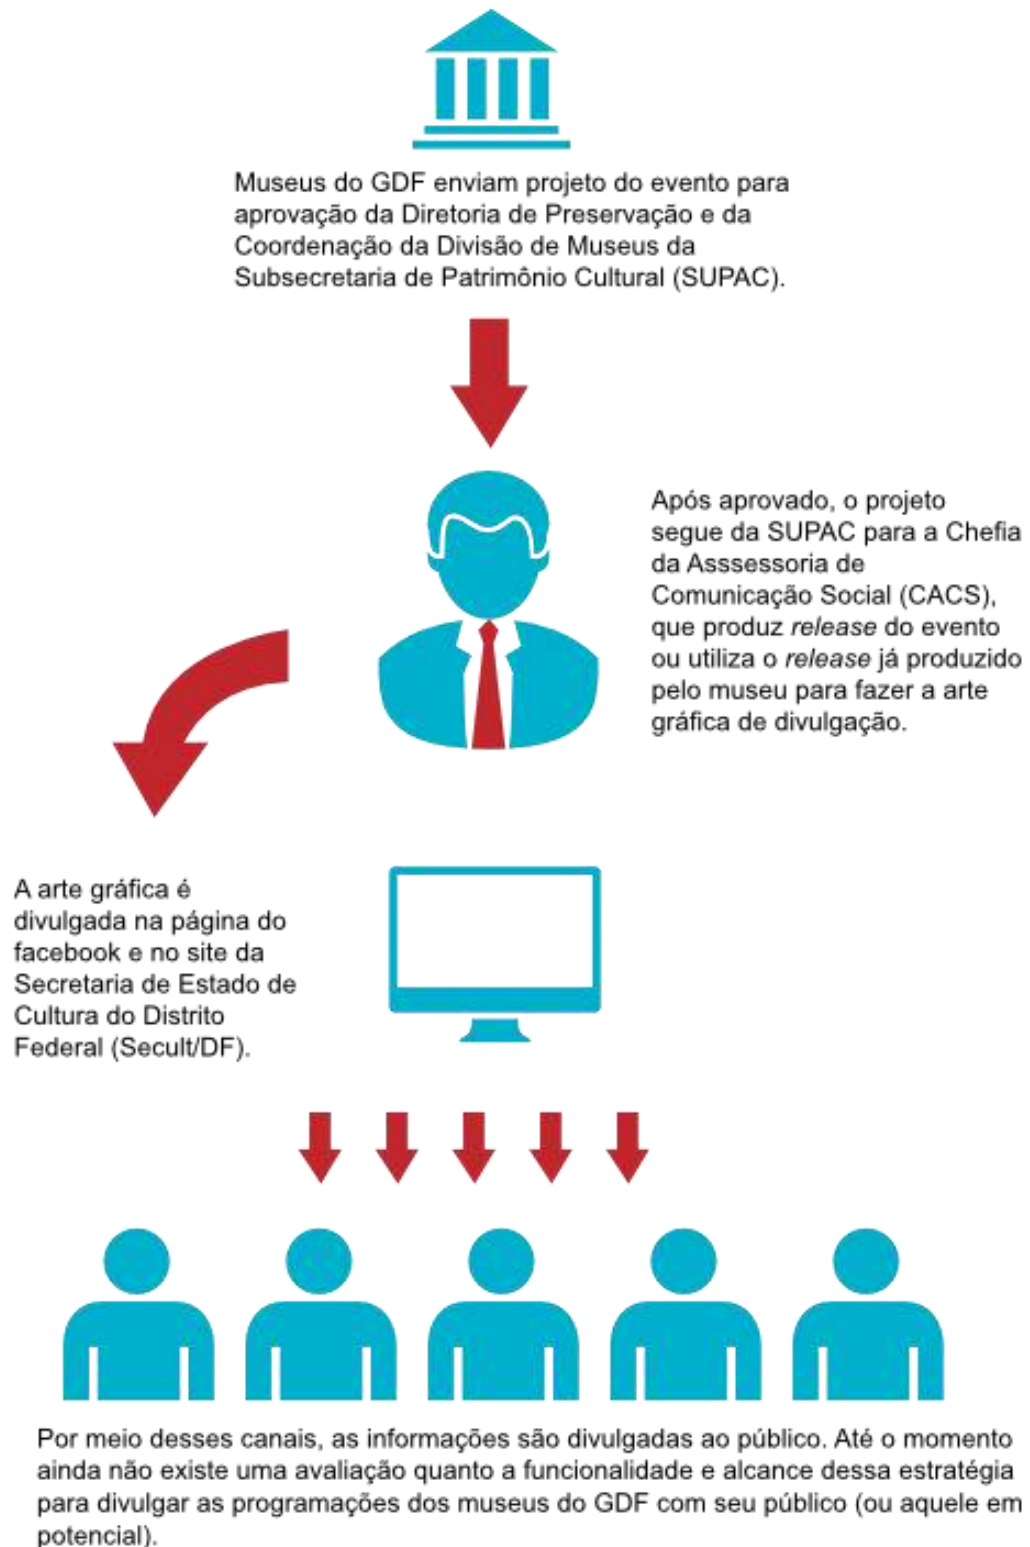 Museus do GDF enviam projeto do evento para
aprovação da Diretoria de Preservação e da
Coordenação da Divisão de Museus da
Subsecretaria de Patrimônio Cultural (SUPAC).
Após aprovado, o projeto
segue da SUPAC para a Chefia
da Asssessoria de
Comunicação Social (CACS),
que produz release do evento
ou utiliza o release já produzido
pelo museu para fazer a arte
gráfica de divulgação.
A arte gráfica é
divulgada na página do
facebook e no site da
Secretaria de Estado de
Cultura do Distrito
Federal (Secult/DF).
Por meio desses canais, as informações são divulgadas ao público. Até o momento
ainda não existe uma avaliação quanto a funcionalidade e alcance dessa estratégia
para divulgar as programações dos museus do GDF com seu público (ou aquele em
potencial).